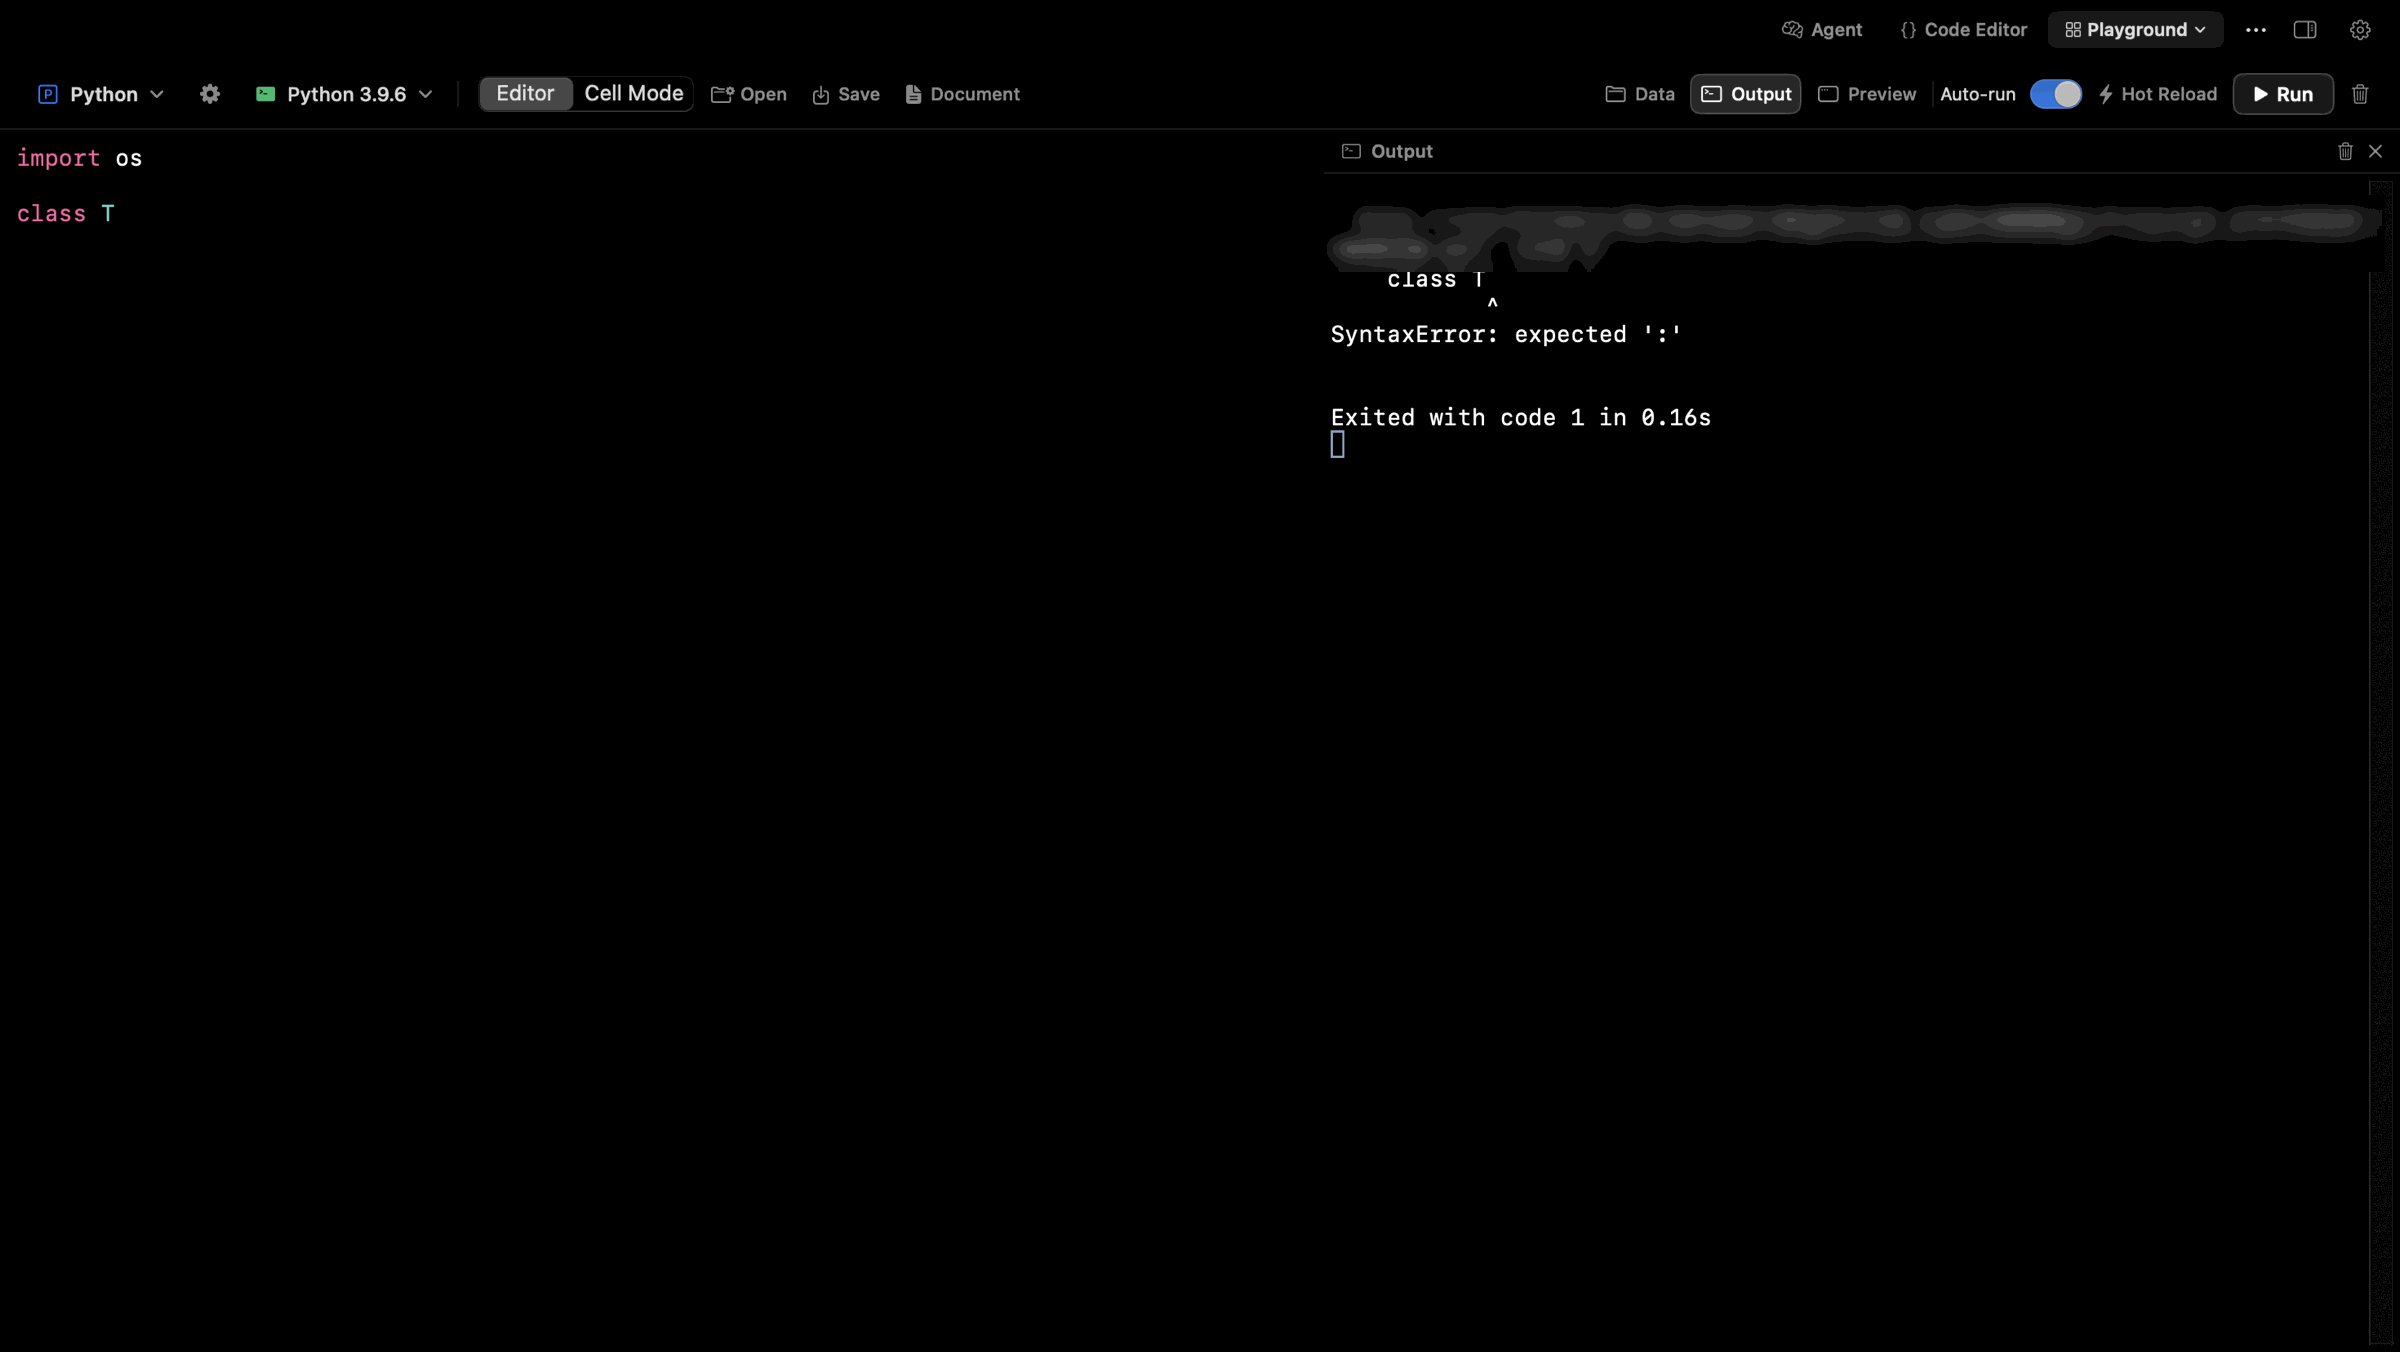 Agent {} Code Editor Playground
Python Python 3.9.6 Editor Cell Mode Open Save Document Data Output Preview Auto-run Hot Reload Run
import os
class T
Output
class T
^
SyntaxError: expected ':'
Exited with code 1 in 0.16s